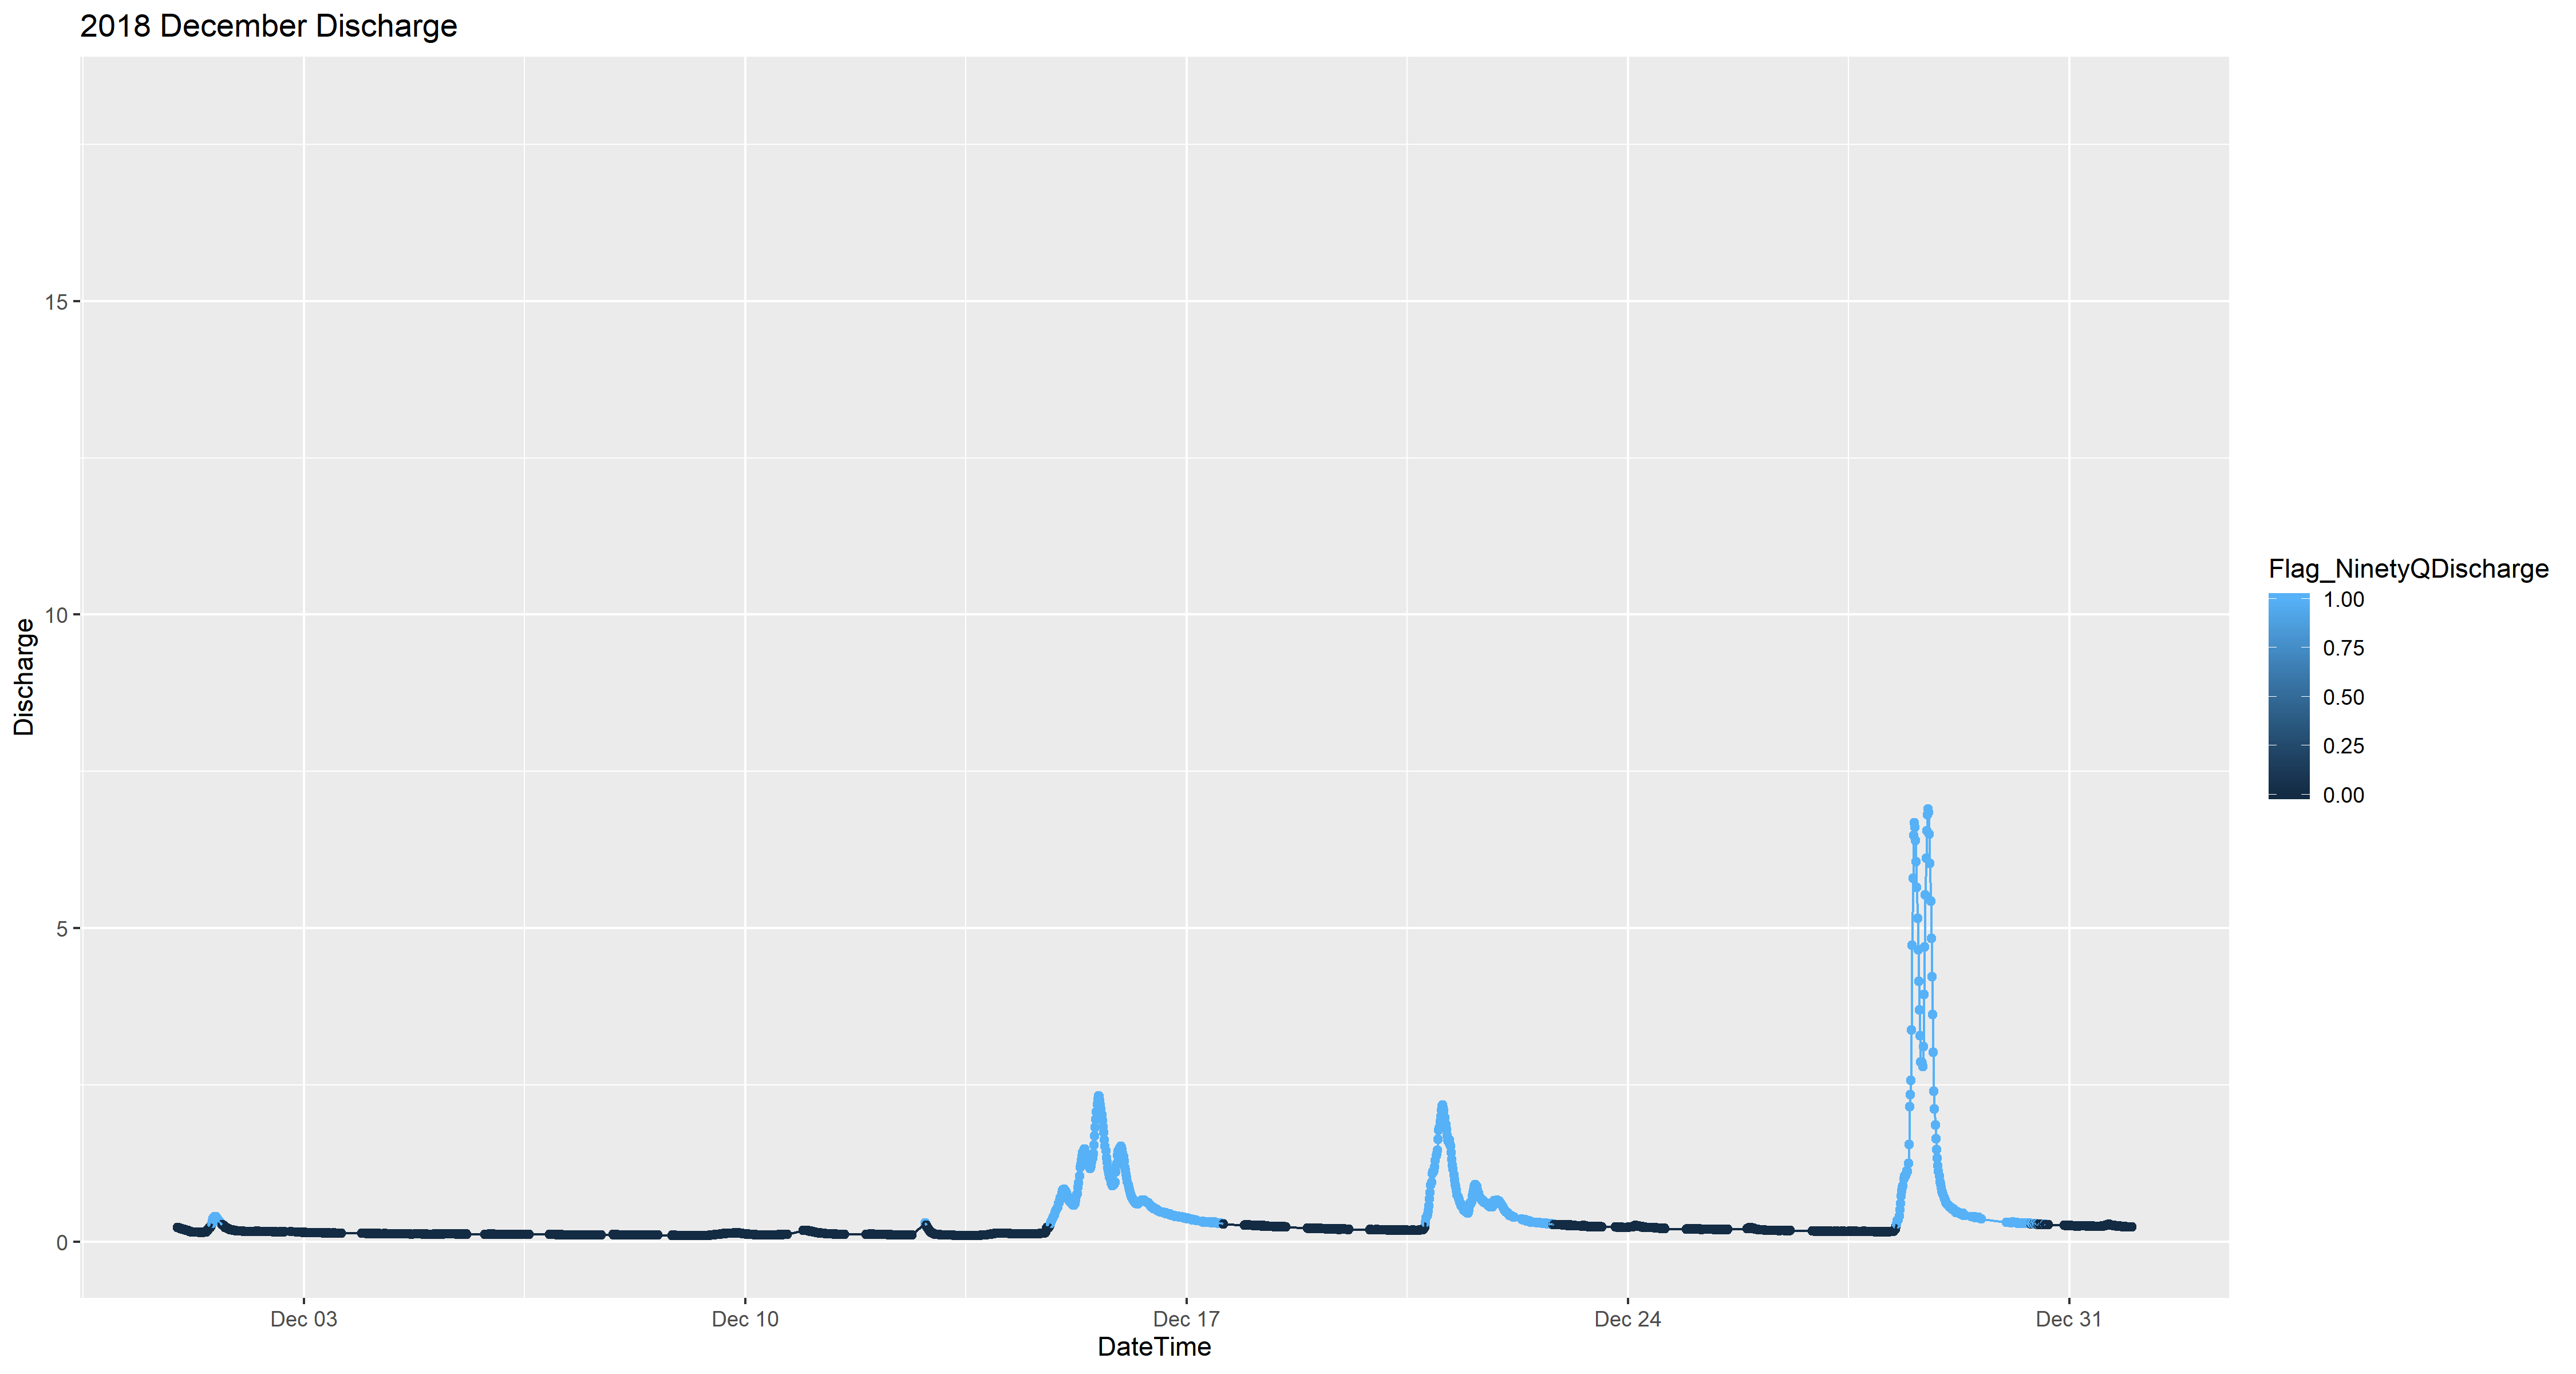 2018 December Discharge
15
10
5
0
Discharge
Dec 03
Dec 10
Dec 17
Dec 24
Dec 31
DateTime
Flag_NinetyQDischarge
1.00
0.75
0.50
0.25
0.00